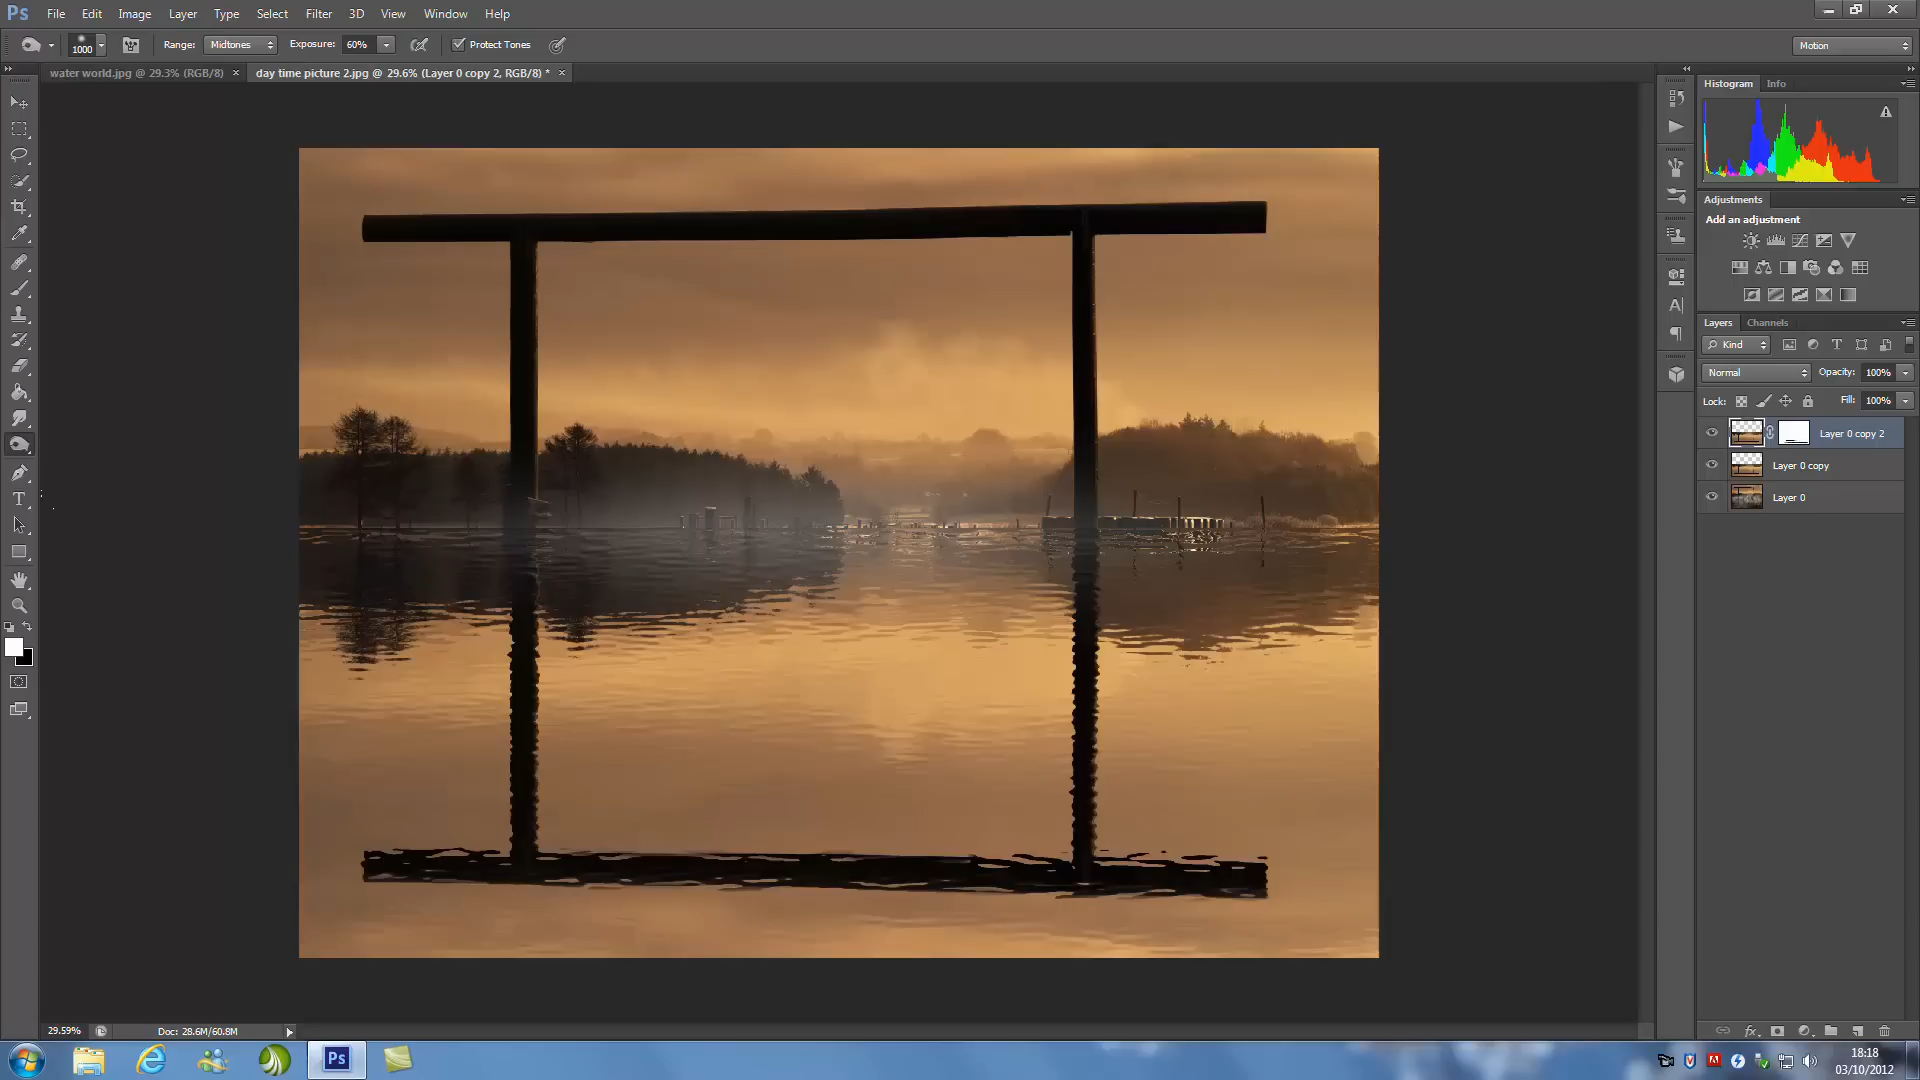 Ps File Edit Image Layer Type Select Filter 3D View Window Help
1000 Range: Midtones Exposure: 60% Protect Tones Motion
water world.jpg @ 29.3% (RGB/8) × day time picture 2.jpg @ 29.6% (Layer 0 copy 2, RGB/8) * ×
Histogram Info
Adjustments
Add an adjustment
Layers Channels
Kind
Normal Opacity: 100%
Lock: Fill: 100%
Layer 0 copy 2
Layer 0 copy
Layer 0
29.59% Doc: 28.6M/60.8M
Ps
18:18
03/10/2012